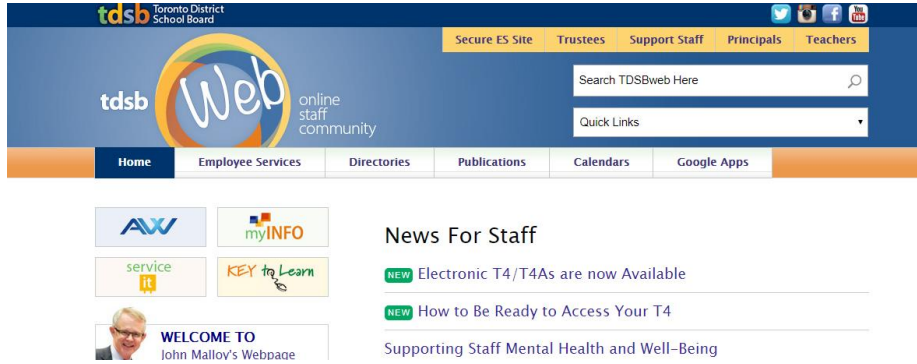 tdsb Toronto District
School Board
You
Tube
Secure ES Site Trustees Support Staff Principals Teachers
Search TDSBweb Here
tdsb Web online
staff
community
Quick Links
Home Employee Services Directories Publications Calendars Google Apps
AW
myINFO
service
it
KEY to Learn
News For Staff
NEW Electronic T4/T4As are now Available
NEW How to Be Ready to Access Your T4
WELCOME TO
John Malloy's Webpage
Supporting Staff Mental Health and Well-Being